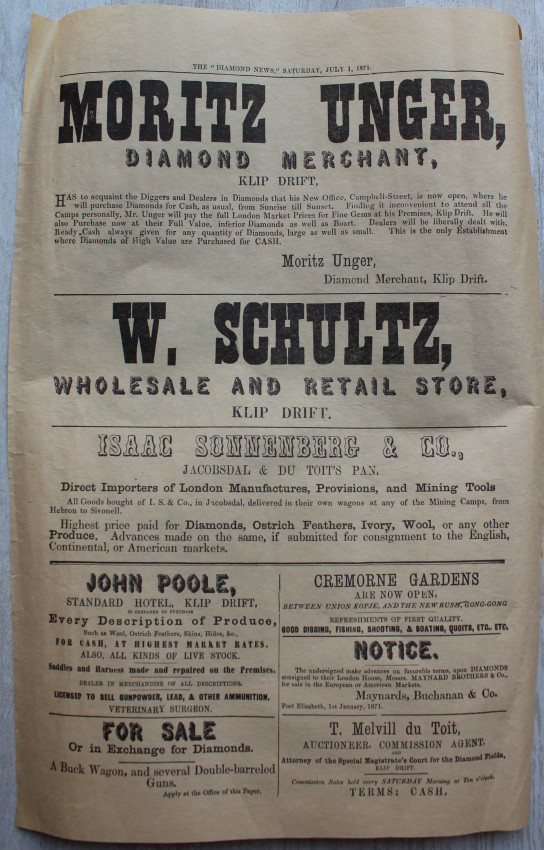 THE "DIAMOND NEWS," SATURDAY, JULY 1, 1871.
MORITZ UNGER,
DIAMOND MERCHANT,
KLIP DRIFT,
HAS to acquaint the Diggers and Dealers in Diamonds that his New Office, Campbell-Street, is now open, where he
will purchase Diamonds for Cash, as usual, from Sunrise till Sunset. Finding it inconvenient to attend all the
Camps personally, Mr. Unger will pay the full London Market Prices for Fine Gems at his Premises, Klip Drift. He will
also Purchase now at their Full Value, inferior Diamonds as well as Boart. Dealers will be liberally dealt with,
Ready Cash always given for any quantity of Diamonds, large as well as small. This is the only Establishment
where Diamonds of High Value are Purchased for CASH.
Moritz Unger,
Diamond Merchant, Klip Drift.
W. SCHULTZ,
WHOLESALE AND RETAIL STORE,
KLIP DRIFT.
ISAAC SONNENBERG & CO.,
JACOBSDAL & DU TOIT'S PAN.
Direct Importers of London Manufactures, Provisions, and Mining Tools
All Goods bought of I. S. & Co., in Jacobsdal, delivered in their own wagons at any of the Mining Camps, from
Hebron to Sivonell.
Highest price paid for Diamonds, Ostrich Feathers, Ivory, Wool, or any other
Produce. Advances made on the same, if submitted for consignment to the English,
Continental, or American markets.
JOHN POOLE,
STANDARD HOTEL, KLIP DRIFT,
IS PREPARED TO PURCHASE
Every Description of Produce,
Such as Wool, Ostrich Feathers, Skins, Hides, &c.,
FOR CASH, AT HIGHEST MARKET RATES.
ALSO, ALL KINDS OF LIVE STOCK.
Saddles and Harness made and repaired on the Premises.
DEALER IN MERCHANDISE OF ALL DESCRIPTIONS.
LICENSED TO SELL GUNPOWDER, LEAD, & OTHER AMMUNITION.
VETERINARY SURGEON.
FOR SALE
Or in Exchange for Diamonds.
A Buck Wagon, and several Double-barreled
Guns.
Apply at the Office of this Paper.
CREMORNE GARDENS
ARE NOW OPEN.
BETWEEN UNION KOPJE, AND THE NEW RUSH, GONG-GONG
REFRESHMENTS OF FIRST QUALITY.
GOOD DIGGING, FISHING, SHOOTING, & BOATING, QUOITS, ETC. ETC.
NOTICE.
The undersigned make advances on favorable terms, upon DIAMONDS
consigned to their London House, Messrs. MAYNARD BROTHERS & Co.,
for sale in the European or American Markets.
Maynards, Buchanan & Co.
Port Elizabeth, 1st January, 1871.
T. Melvill du Toit,
AUCTIONEER. COMMISSION AGENT.
AND
Attorney of the Special Magistrate's Court for the Diamond Fields,
KLIP DRIFT.
Commission Sales held every SATURDAY Morning at Ten o'clock.
TERMS: CASH.